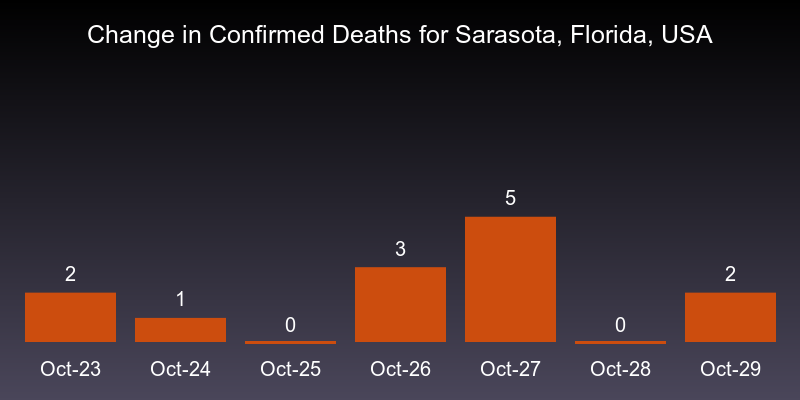 Change in Confirmed Deaths for Sarasota, Florida, USA
2
1
0
3
5
0
2
Oct-23
Oct-24
Oct-25
Oct-26
Oct-27
Oct-28
Oct-29